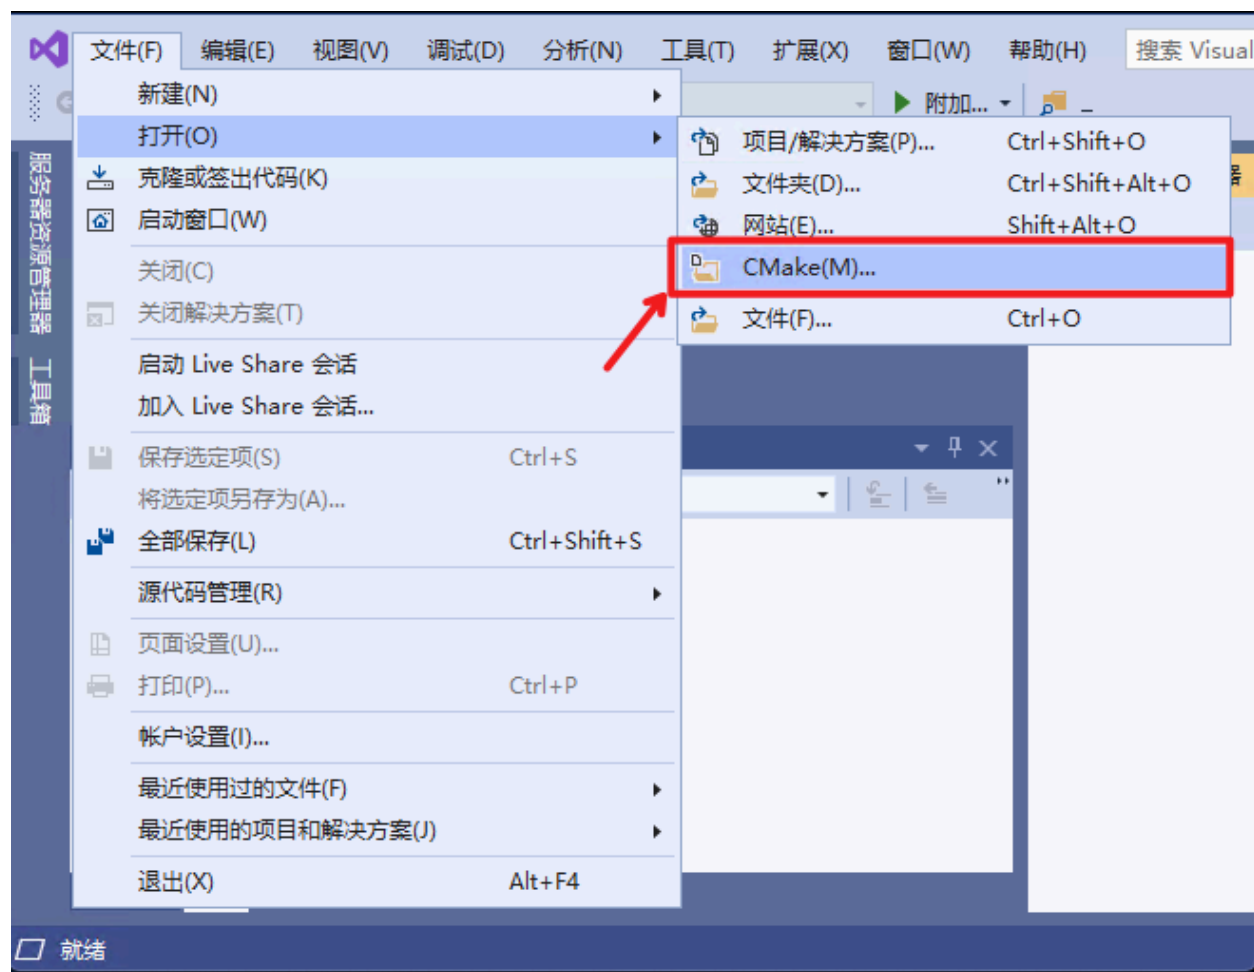 文件(F) 编辑(E) 视图(V) 调试(D) 分析(N) 工具(T) 扩展(X) 窗口(W) 帮助(H) 搜索 Visual
附加...
新建(N)
打开(O)
克隆或签出代码(K)
启动窗口(W)
关闭(C)
关闭解决方案(T)
启动 Live Share 会话
加入 Live Share 会话...
保存选定项(S) Ctrl+S
将选定项另存为(A)...
全部保存(L) Ctrl+Shift+S
源代码管理(R)
页面设置(U)...
打印(P)... Ctrl+P
帐户设置(I)...
最近使用过的文件(F)
最近使用的项目和解决方案(J)
退出(X) Alt+F4
项目/解决方案(P)... Ctrl+Shift+O
文件夹(D)... Ctrl+Shift+Alt+O
网站(E)... Shift+Alt+O
CMake(M)...
文件(F)... Ctrl+O
服务器资源管理器
工具箱
器
就绪